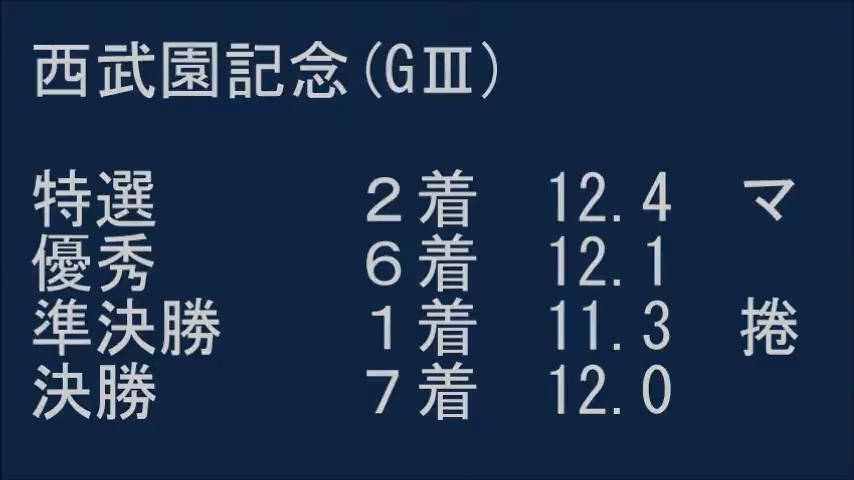 西武園記念(GⅢ)
特選 2着 12.4 マ
優秀 6着 12.1
準決勝 1着 11.3 捲
決勝 7着 12.0